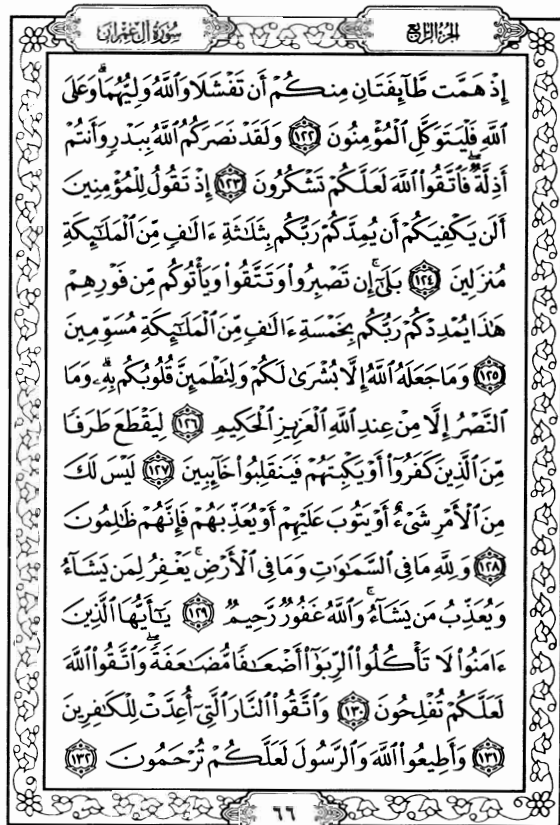 سورة آل عمران
الجزء الرابع
إِذْ هَمَّت طَّآئِفَتَانِ مِنكُمْ أَن تَفْشَلَا وَٱللَّهُ وَلِيُّهُمَا ۗ وَعَلَى
ٱللَّهِ فَلْيَتَوَكَّلِ ٱلْمُؤْمِنُونَ ١٢٢ وَلَقَدْ نَصَرَكُمُ ٱللَّهُ بِبَدْرٍ وَأَنتُمْ
أَذِلَّةٌ ۖ فَٱتَّقُوا۟ ٱللَّهَ لَعَلَّكُمْ تَشْكُرُونَ ١٢٣ إِذْ تَقُولُ لِلْمُؤْمِنِينَ
أَلَن يَكْفِيَكُمْ أَن يُمِدَّكُمْ رَبُّكُم بِثَلَـٰثَةِ ءَالَـٰفٍ مِّنَ ٱلْمَلَـٰٓئِكَةِ
مُنزَلِينَ ١٢٤ بَلَىٰٓ ۚ إِن تَصْبِرُوا۟ وَتَتَّقُوا۟ وَيَأْتُوكُم مِّن فَوْرِهِمْ
هَـٰذَا يُمْدِدْكُمْ رَبُّكُم بِخَمْسَةِ ءَالَـٰفٍ مِّنَ ٱلْمَلَـٰٓئِكَةِ مُسَوِّمِينَ
١٢٥ وَمَا جَعَلَهُ ٱللَّهُ إِلَّا بُشْرَىٰ لَكُمْ وَلِتَطْمَئِنَّ قُلُوبُكُم بِهِۦ ۗ وَمَا
ٱلنَّصْرُ إِلَّا مِنْ عِندِ ٱللَّهِ ٱلْعَزِيزِ ٱلْحَكِيمِ ١٢٦ لِيَقْطَعَ طَرَفًا
مِّنَ ٱلَّذِينَ كَفَرُوٓا۟ أَوْ يَكْبِتَهُمْ فَيَنقَلِبُوا۟ خَآئِبِينَ ١٢٧ لَيْسَ لَكَ
مِنَ ٱلْأَمْرِ شَىْءٌ أَوْ يَتُوبَ عَلَيْهِمْ أَوْ يُعَذِّبَهُمْ فَإِنَّهُمْ ظَـٰلِمُونَ
١٢٨ وَلِلَّهِ مَا فِى ٱلسَّمَـٰوَٰتِ وَمَا فِى ٱلْأَرْضِ ۚ يَغْفِرُ لِمَن يَشَآءُ
وَيُعَذِّبُ مَن يَشَآءُ ۚ وَٱللَّهُ غَفُورٌ رَّحِيمٌ ١٢٩ يَـٰٓأَيُّهَا ٱلَّذِينَ
ءَامَنُوا۟ لَا تَأْكُلُوا۟ ٱلرِّبَوٰٓا۟ أَضْعَـٰفًا مُّضَـٰعَفَةً ۖ وَٱتَّقُوا۟ ٱللَّهَ
لَعَلَّكُمْ تُفْلِحُونَ ١٣٠ وَٱتَّقُوا۟ ٱلنَّارَ ٱلَّتِىٓ أُعِدَّتْ لِلْكَـٰفِرِينَ
١٣١ وَأَطِيعُوا۟ ٱللَّهَ وَٱلرَّسُولَ لَعَلَّكُمْ تُرْحَمُونَ ١٣٢
٦٦